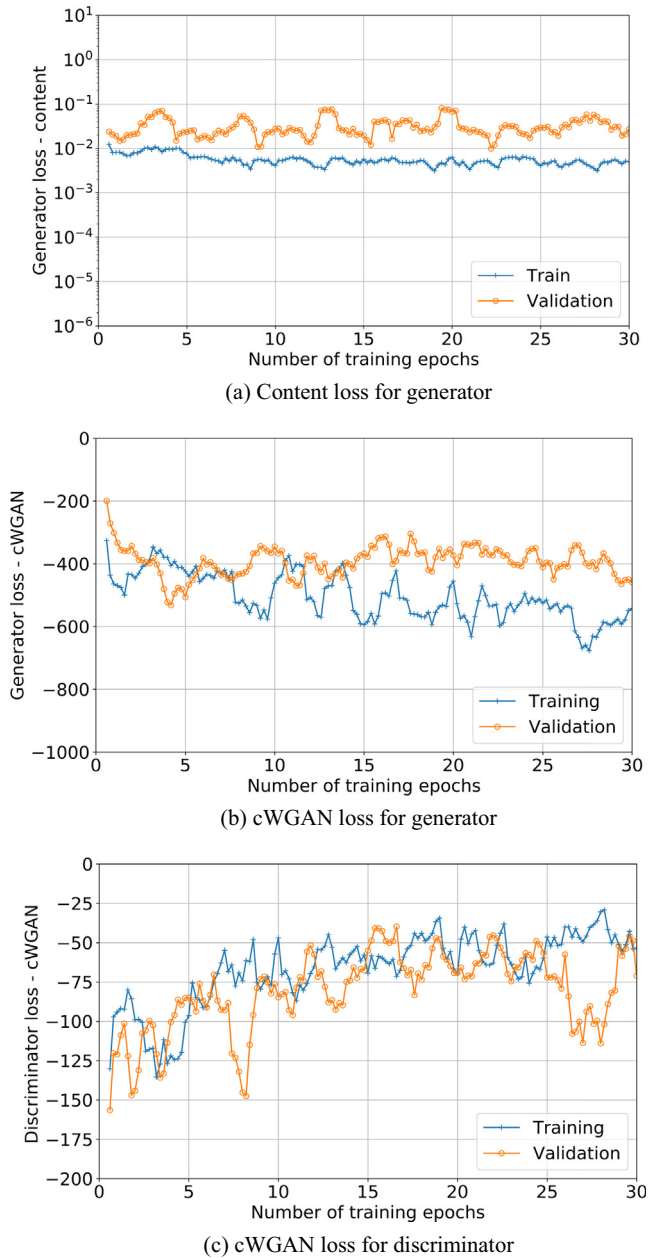 10¹
10⁰
10⁻¹
10⁻²
10⁻³
10⁻⁴
10⁻⁵
10⁻⁶
Generator loss - content
Train
Validation
0 5 10 15 20 25 30
Number of training epochs
(a) Content loss for generator
0
−200
−400
−600
−800
−1000
Generator loss - cWGAN
Training
Validation
0 5 10 15 20 25 30
Number of training epochs
(b) cWGAN loss for generator
0
−25
−50
−75
−100
−125
−150
−175
−200
Discriminator loss - cWGAN
Training
Validation
0 5 10 15 20 25 30
Number of training epochs
(c) cWGAN loss for discriminator